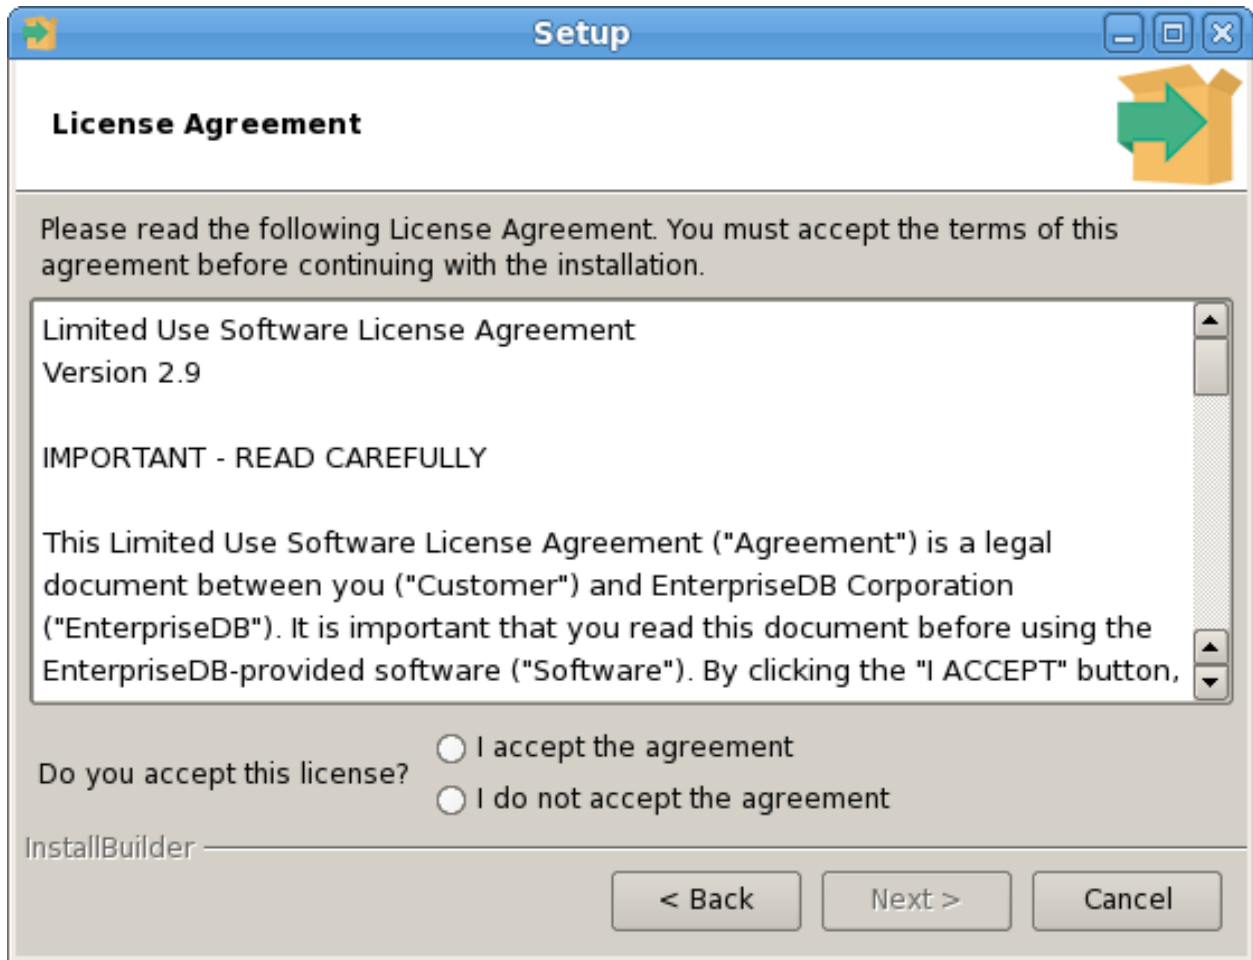 Setup
License Agreement
Please read the following License Agreement. You must accept the terms of this
agreement before continuing with the installation.
Limited Use Software License Agreement
Version 2.9
IMPORTANT - READ CAREFULLY
This Limited Use Software License Agreement ("Agreement") is a legal
document between you ("Customer") and EnterpriseDB Corporation
("EnterpriseDB"). It is important that you read this document before using the
EnterpriseDB-provided software ("Software"). By clicking the "I ACCEPT" button,
Do you accept this license?
I accept the agreement
I do not accept the agreement
InstallBuilder
< Back Next > Cancel